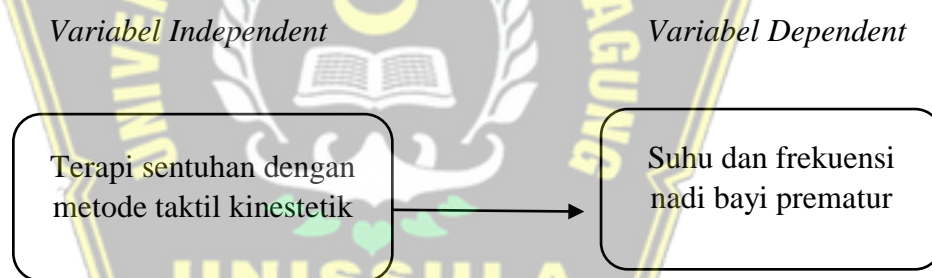 Variabel Independent
Variabel Dependent
Terapi sentuhan dengan
metode taktil kinestetik
Suhu dan frekuensi
nadi bayi prematur
UNISSULA